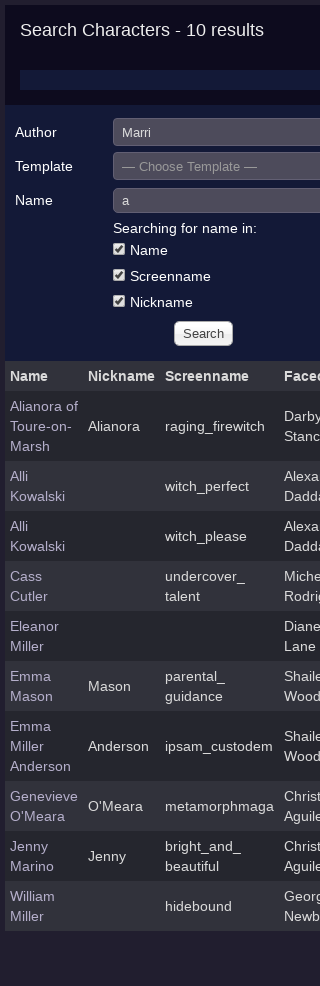 Search Characters - 10 results
Author
Marri
Template
— Choose Template —
Name
a
Searching for name in:
Name
Screenname
Nickname
Search
Name Nickname Screenname
Alianora of
Toure-on-
Marsh
Alianora
raging_firewitch
Darby
Alli
Kowalski
witch_perfect
Alli
Kowalski
witch_please
Cass
Cutler
undercover_
talent
Eleanor
Miller
Diane
Lane
Emma
Mason
Mason
parental_
guidance
Emma
Miller
Anderson
Anderson
ipsam_custodem
Genevieve
O'Meara
O'Meara
metamorphmaga
Jenny
Marino
Jenny
bright_and_
beautiful
William
Miller
hidebound